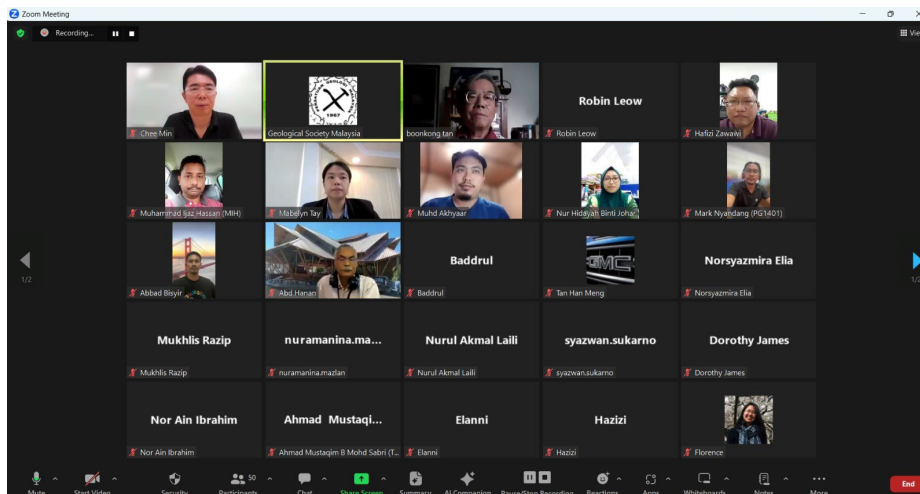 Zoom Meeting
Recording...
View
Chee Min
Geological Society Malaysia
boonkong tan
Robin Leow
Robin Leow
Hafizi Zawawi
Muhammad Ijaz Hassan (MIH)
Mabelyn Tay
Muhd Akhyaar
Nur Hidayah Binti Johar
Mark Nyandang (PG1401)
1/2
Abbad Bisyir
Abd Hanan
Baddrul
Baddrul
GMC
Tan Han Meng
Norsyazmira Elia
Norsyazmira Elia
1/2
Mukhlis Razip
Mukhlis Razip
nuramanina.ma...
nuramanina.mazlan
Nurul Akmal Laili
Nurul Akmal Laili
syazwan.sukarno
syazwan.sukarno
Dorothy James
Dorothy James
Nor Ain Ibrahim
Nor Ain Ibrahim
Ahmad Mustaqi...
Ahmad Mustaqim B Mohd Sabri (T...
Elanni
Elanni
Hazizi
Hazizi
Florence
Mute
Start Video
Security
50
Participants
Chat
Share Screen
Summary
AI Companion
Pause/Stop Recording
Reactions
Apps
Whiteboards
Notes
More
End